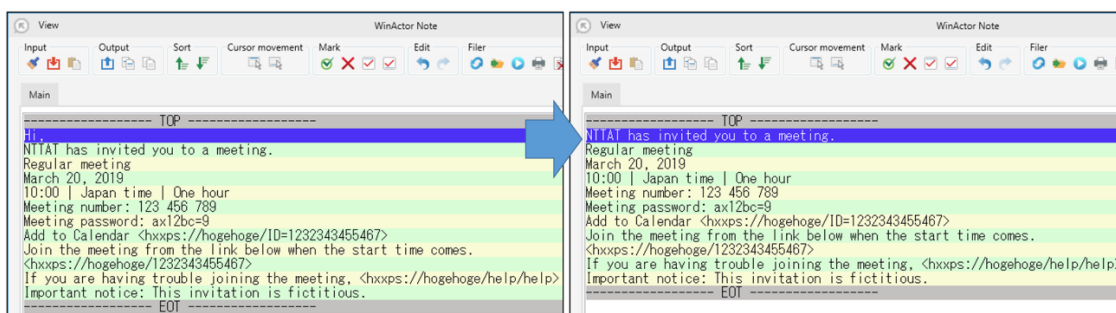 View WinActor Note
Input Output Sort Cursor movement Mark Edit Filer
Main
----------------- TOP -----------------
Hi,
NTTAT has invited you to a meeting.
Regular meeting
March 20, 2019
10:00 | Japan time | One hour
Meeting number: 123 456 789
Meeting password: ax12bc=9
Add to Calendar <hxxps://hogehoge/ID=1232343455467>
Join the meeting from the link below when the start time comes.
<hxxps://hogehoge/1232343455467>
If you are having trouble joining the meeting, <hxxps://hogehoge/help/help>
Important notice: This invitation is fictitious.
----------------- EOT -----------------
View WinActor Note
Input Output Sort Cursor movement Mark Edit Filer
Main
----------------- TOP -----------------
NTTAT has invited you to a meeting.
Regular meeting
March 20, 2019
10:00 | Japan time | One hour
Meeting number: 123 456 789
Meeting password: ax12bc=9
Add to Calendar <hxxps://hogehoge/ID=1232343455467>
Join the meeting from the link below when the start time comes.
<hxxps://hogehoge/1232343455467>
If you are having trouble joining the meeting, <hxxps://hogehoge/help/help>
Important notice: This invitation is fictitious.
----------------- EOT -----------------